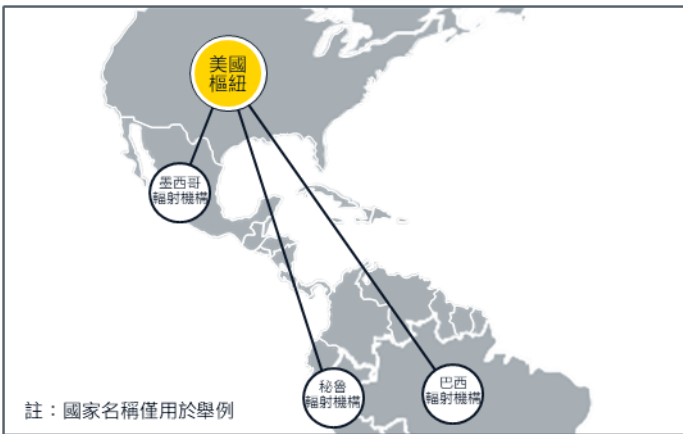 美國
樞紐
墨西哥
輻射機構
秘魯
輻射機構
巴西
輻射機構
註：國家名稱僅用於舉例